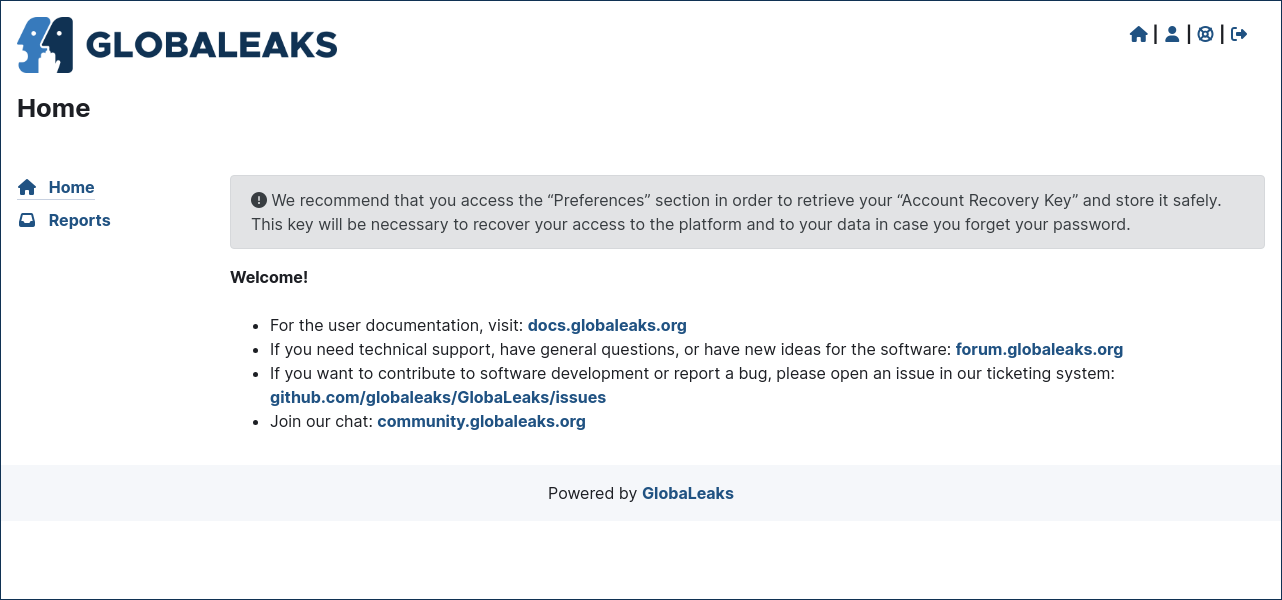 GLOBALEAKS
| | |
Home
Home
Reports
We recommend that you access the “Preferences” section in order to retrieve your “Account Recovery Key” and store it safely.
This key will be necessary to recover your access to the platform and to your data in case you forget your password.
Welcome!
• For the user documentation, visit: docs.globaleaks.org
• If you need technical support, have general questions, or have new ideas for the software: forum.globaleaks.org
• If you want to contribute to software development or report a bug, please open an issue in our ticketing system:
github.com/globaleaks/GlobaLeaks/issues
• Join our chat: community.globaleaks.org
Powered by GlobaLeaks